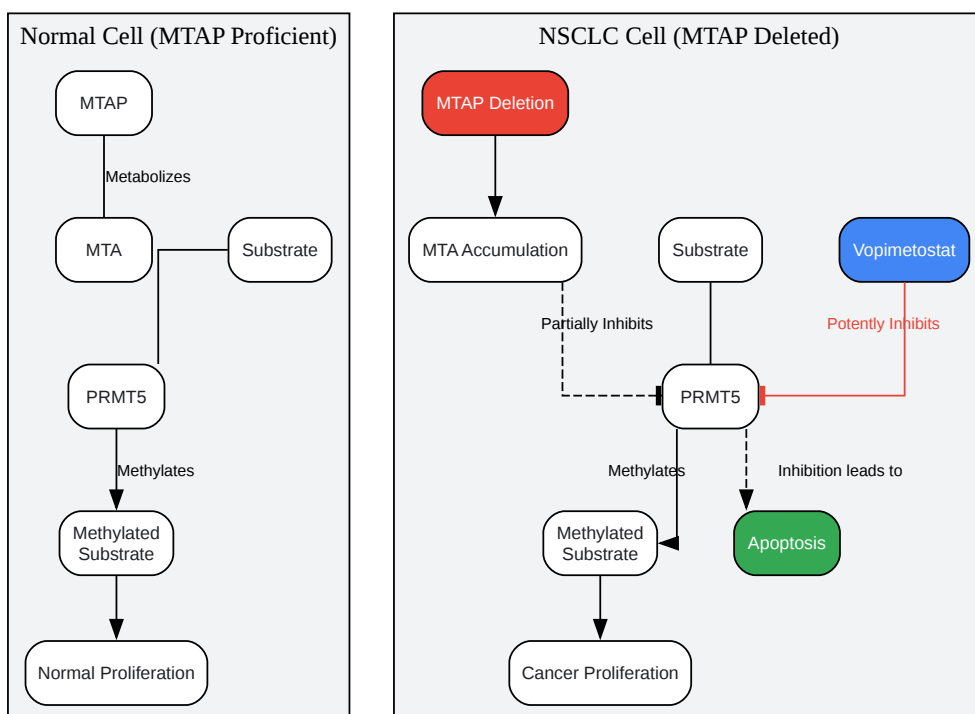 Normal Cell (MTAP Proficient)
MTAP
Metabolizes
MTA
Substrate
PRMT5
Methylates
Methylated
Substrate
Normal Proliferation
NSCLC Cell (MTAP Deleted)
MTAP Deletion
MTA Accumulation
Substrate
Vopimetostat
Partially Inhibits
Potently Inhibits
PRMT5
Methylates
Inhibition leads to
Methylated
Substrate
Apoptosis
Cancer Proliferation